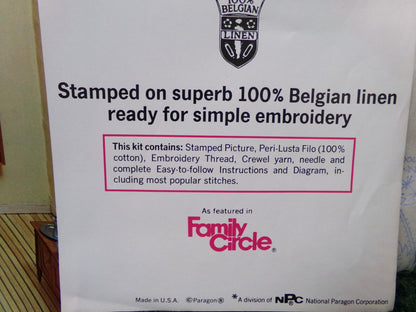 100%
BELGIAN
LINEN
Stamped on superb 100% Belgian linen
ready for simple embroidery
This kit contains: Stamped Picture, Peri-Lusta Filo (100%
cotton), Embroidery Thread, Crewel yarn, needle and
complete Easy-to-follow Instructions and Diagram, in-
cluding most popular stitches.
As featured in
Family
Circle®
Made in U.S.A. ©Paragon® *A division of NPC National Paragon Corporation